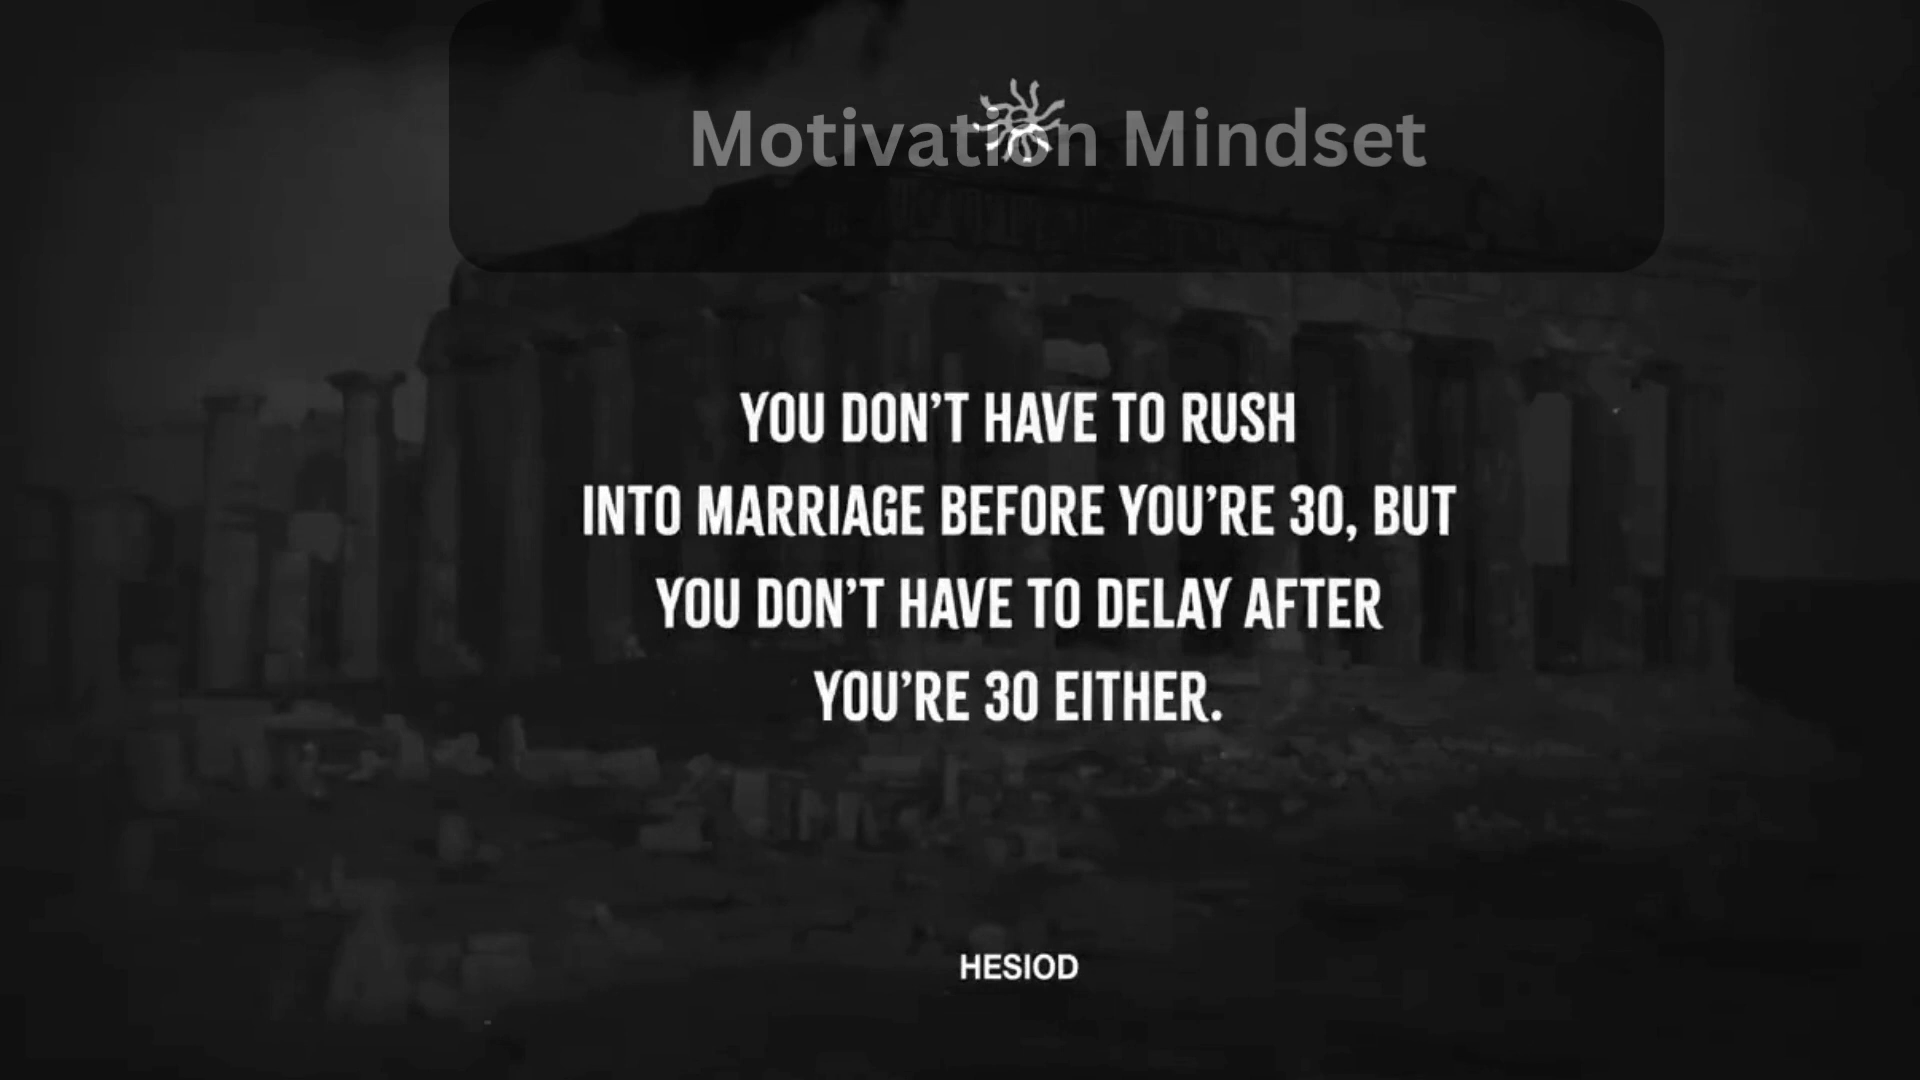 Motivation Mindset
YOU DON'T HAVE TO RUSH
INTO MARRIAGE BEFORE YOU'RE 30, BUT
YOU DON'T HAVE TO DELAY AFTER
YOU'RE 30 EITHER.
HESIOD